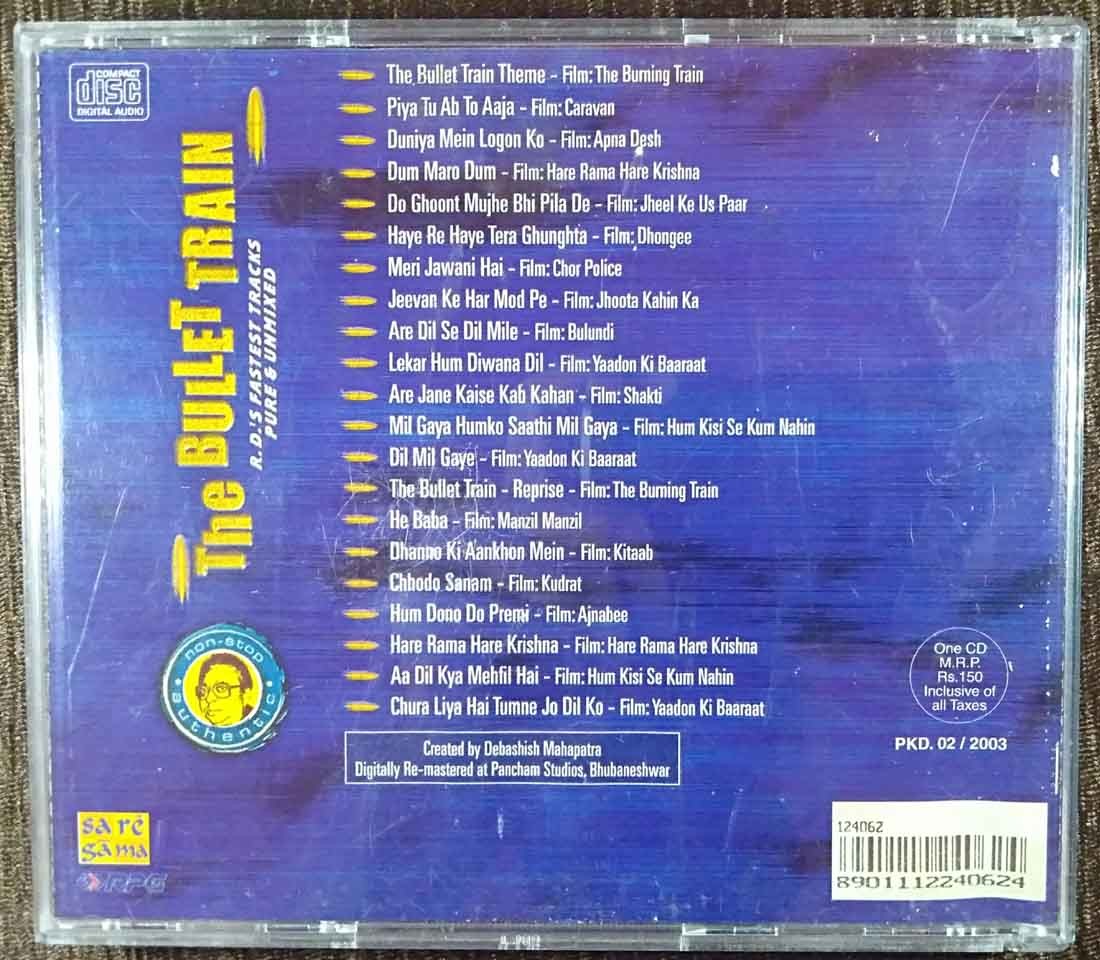 COMPACT
disc
DIGITAL AUDIO
The BULLET TRAIN
R.D.'S FASTEST TRACKS
PURE & UNMIXED
The Bullet Train Theme - Film: The Burning Train
Piya Tu Ab To Aaja - Film: Caravan
Duniya Mein Logon Ko - Film: Apna Desh
Dum Maro Dum - Film: Hare Rama Hare Krishna
Do Ghoont Mujhe Bhi Pila De - Film: Jheel Ke Us Paar
Haye Re Haye Tera Ghunghta - Film: Dhongee
Meri Jawani Hai - Film: Chor Police
Jeevan Ke Har Mod Pe - Film: Jhoota Kahin Ka
Are Dil Se Dil Mile - Film: Bulundi
Lekar Hum Diwana Dil - Film: Yaadon Ki Baaraat
Are Jane Kaise Kab Kahan - Film: Shakti
Mil Gaya Humko Saathi Mil Gaya - Film: Hum Kisi Se Kum Nahin
Dil Mil Gaye - Film: Yaadon Ki Baaraat
The Bullet Train - Reprise - Film: The Burning Train
He Baba - Film: Manzil Manzil
Dhanno Ki Aankhon Mein - Film: Kitaab
Chhodo Sanam - Film: Kudrat
Hum Dono Do Premi - Film: Ajnabee
Hare Rama Hare Krishna - Film: Hare Rama Hare Krishna
Aa Dil Kya Mehfil Hai - Film: Hum Kisi Se Kum Nahin
Chura Liya Hai Tumne Jo Dil Ko - Film: Yaadon Ki Baaraat
Created by Debashish Mahapatra
Digitally Re-mastered at Pancham Studios, Bhubaneshwar
non-stop
authentic
One CD
M.R.P.
Rs.150
Inclusive of
all Taxes
PKD. 02 / 2003
sa rē
gāma
RPG
124062
8901112240624